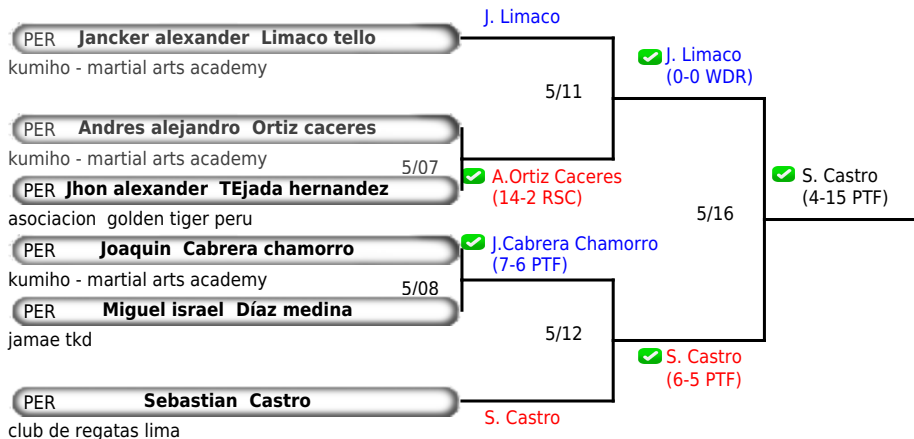 J. Limaco
PER Jancker alexander Limaco tello
kumiho - martial arts academy
J. Limaco
(0-0 WDR)
5/11
PER Andres alejandro Ortiz caceres
kumiho - martial arts academy
5/07
A.Ortiz Caceres
(14-2 RSC)
PER Jhon alexander TEjada hernandez
asociacion golden tiger peru
S. Castro
(4-15 PTF)
5/16
PER Joaquin Cabrera chamorro
kumiho - martial arts academy
J.Cabrera Chamorro
(7-6 PTF)
5/08
PER Miguel israel Díaz medina
jamae tkd
5/12
S. Castro
(6-5 PTF)
PER Sebastian Castro
club de regatas lima
S. Castro